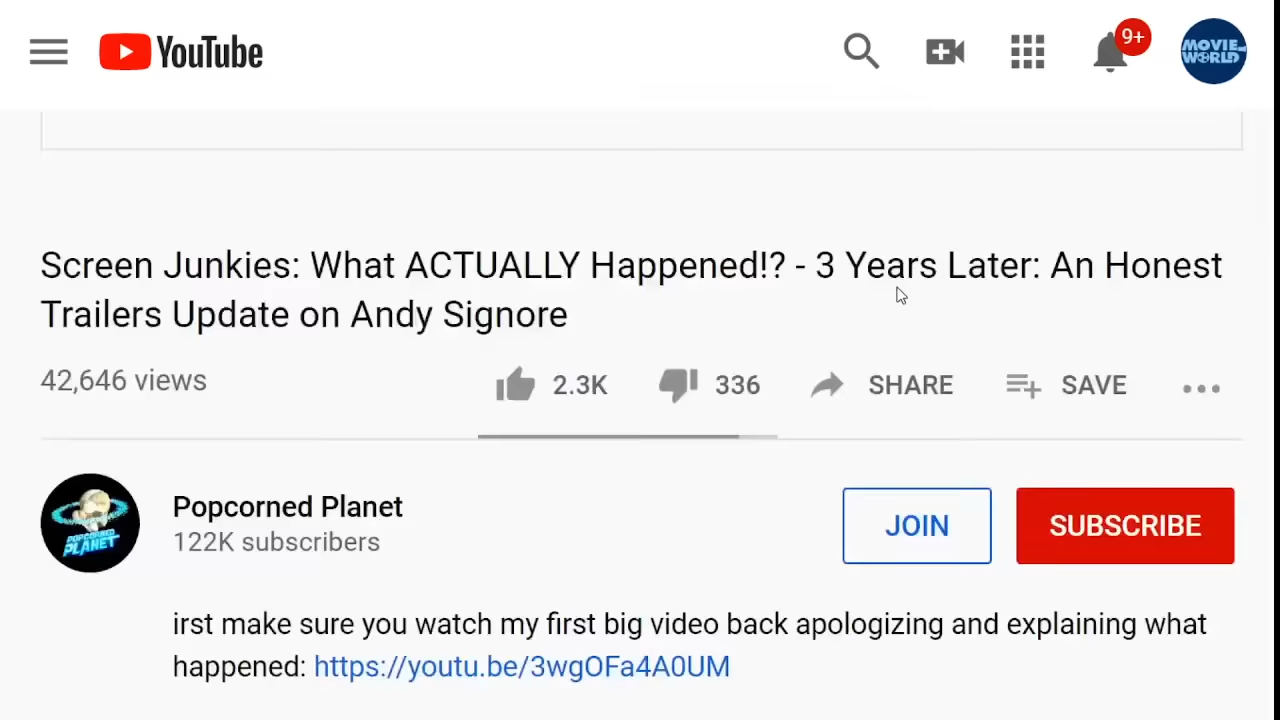 YouTube
9+
MOVIE
WORLD
Screen Junkies: What ACTUALLY Happened!? - 3 Years Later: An Honest
Trailers Update on Andy Signore
42,646 views
2.3K
336
SHARE
SAVE
POPCORNED
PLANET
Popcorned Planet
122K subscribers
JOIN
SUBSCRIBE
irst make sure you watch my first big video back apologizing and explaining what
happened: https://youtu.be/3wgOFa4A0UM